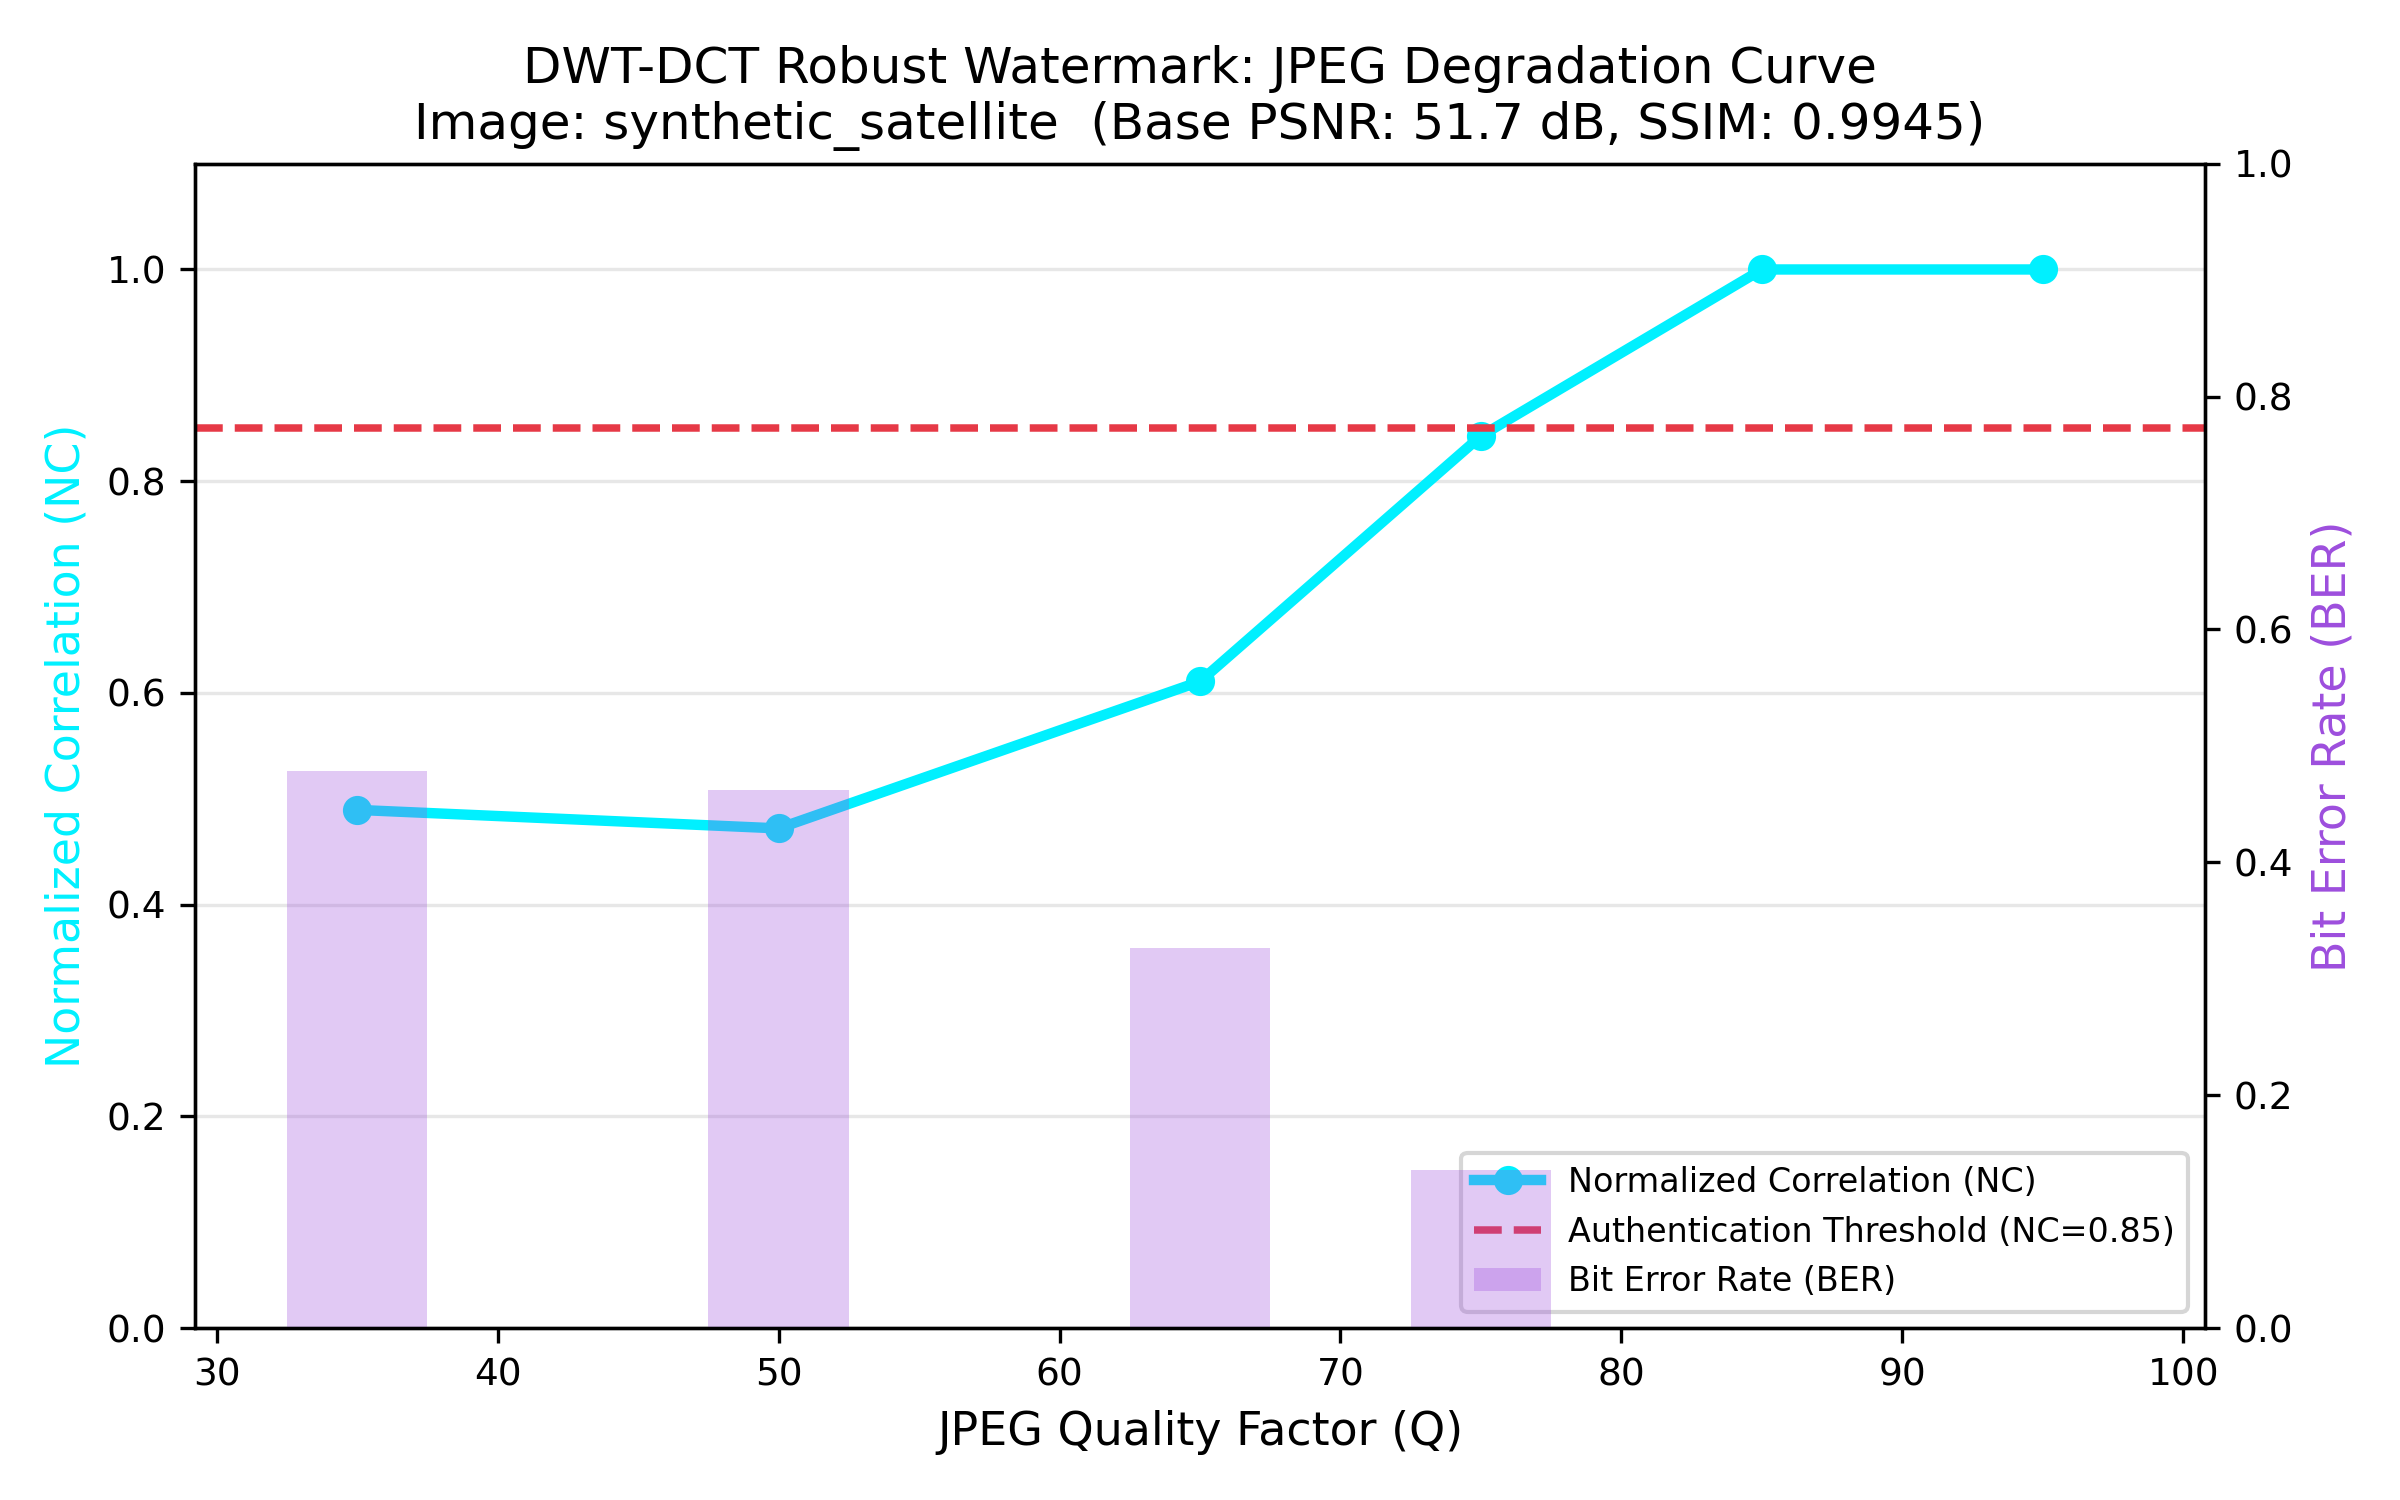 DWT-DCT Robust Watermark: JPEG Degradation Curve
Image: synthetic_satellite  (Base PSNR: 51.7 dB, SSIM: 0.9945)
Normalized Correlation (NC)
1.0
0.8
0.6
0.4
0.2
0.0
1.0
0.8
0.6
0.4
0.2
0.0
Bit Error Rate (BER)
Normalized Correlation (NC)
Authentication Threshold (NC=0.85)
Bit Error Rate (BER)
30 40 50 60 70 80 90 100
JPEG Quality Factor (Q)